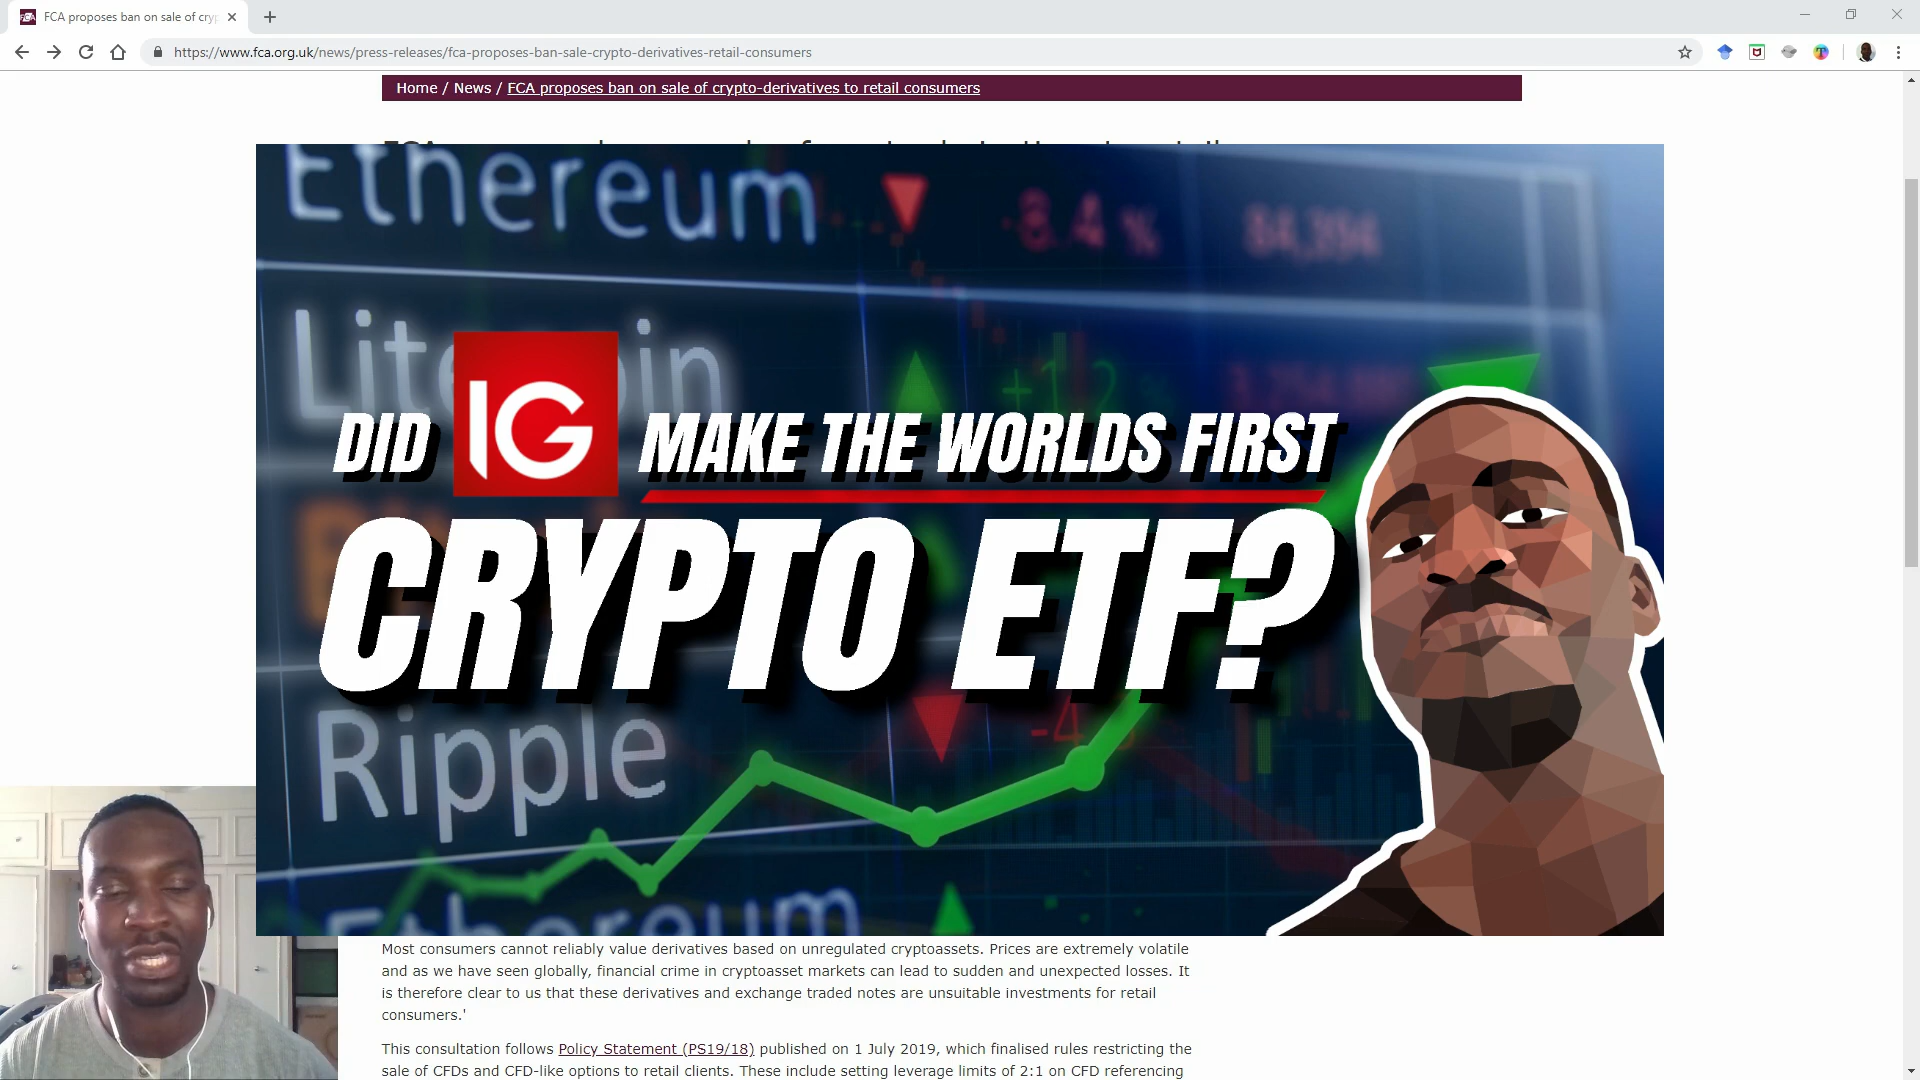 FCA proposes ban on sale of cryp
https://www.fca.org.uk/news/press-releases/fca-proposes-ban-sale-crypto-derivatives-retail-consumers
Home / News / FCA proposes ban on sale of crypto-derivatives to retail consumers
Ethereum -8.4 % 84,394
DID IG MAKE THE WORLDS FIRST
CRYPTO ETF?
Ripple
Ethereum
Most consumers cannot reliably value derivatives based on unregulated cryptoassets. Prices are extremely volatile
and as we have seen globally, financial crime in cryptoasset markets can lead to sudden and unexpected losses. It
is therefore clear to us that these derivatives and exchange traded notes are unsuitable investments for retail
consumers.'
This consultation follows Policy Statement (PS19/18) published on 1 July 2019, which finalised rules restricting the
sale of CFDs and CFD-like options to retail clients. These include setting leverage limits of 2:1 on CFD referencing